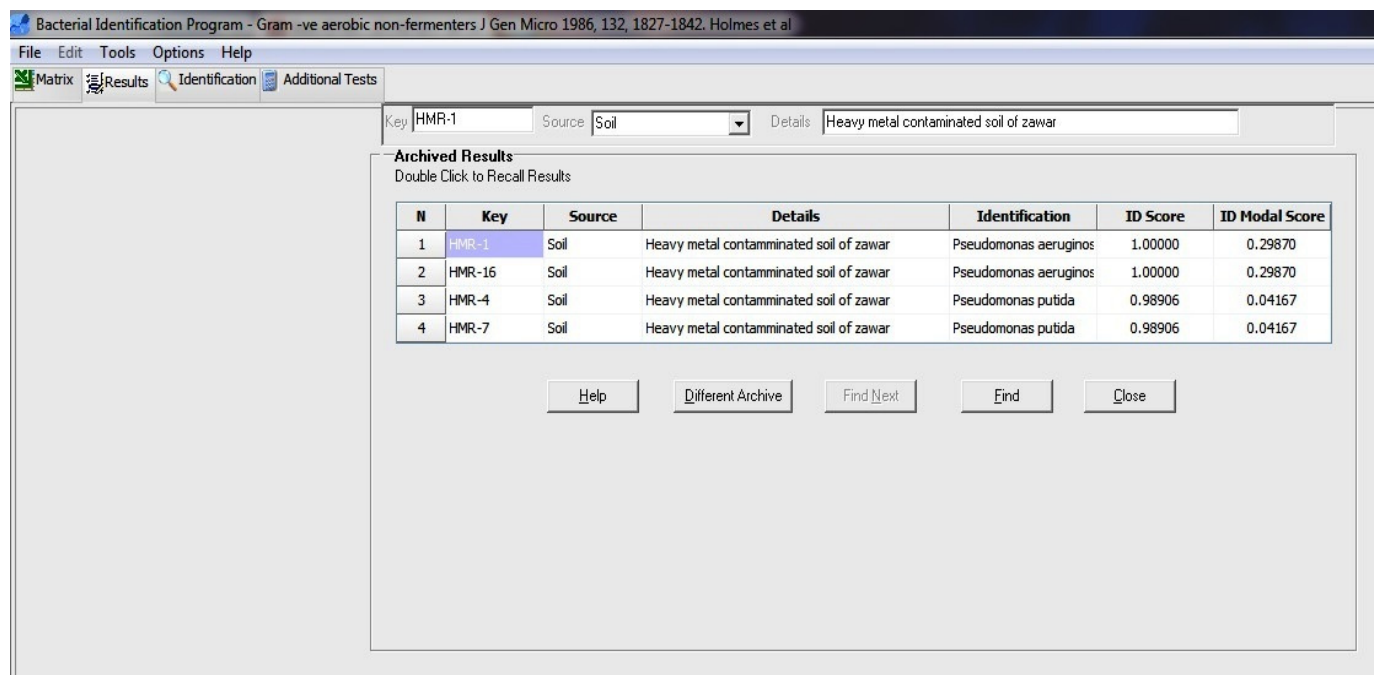 Bacterial Identification Program - Gram -ve aerobic non-fermenters J Gen Micro 1986, 132, 1827-1842. Holmes et al
File Edit Tools Options Help
Matrix Results Identification Additional Tests
Key HMR-1 Source Soil Details Heavy metal contaminated soil of zawar
Archived Results
Double Click to Recall Results
N Key Source Details Identification ID Score ID Modal Score
1 HMR-1 Soil Heavy metal contamminated soil of zawar Pseudomonas aeruginos 1.00000 0.29870
2 HMR-16 Soil Heavy metal contamminated soil of zawar Pseudomonas aeruginos 1.00000 0.29870
3 HMR-4 Soil Heavy metal contamminated soil of zawar Pseudomonas putida 0.98906 0.04167
4 HMR-7 Soil Heavy metal contamminated soil of zawar Pseudomonas putida 0.98906 0.04167
Help Different Archive Find Next Find Close